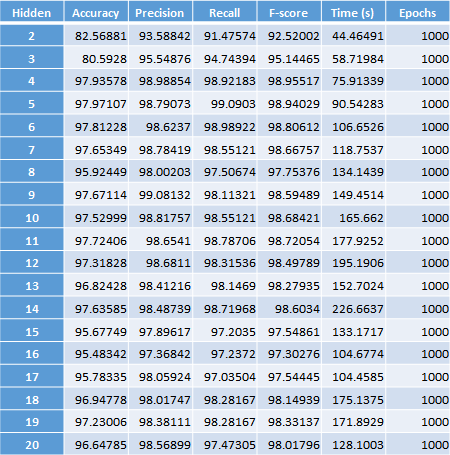 Hidden Accuracy Precision Recall F-score Time (s) Epochs
2 82.56881 93.58842 91.47574 92.52002 44.46491 1000
3 80.5928 95.54876 94.74394 95.14465 58.71984 1000
4 97.93578 98.98854 98.92183 98.95517 75.91339 1000
5 97.97107 98.79073 99.0903 98.94029 90.54283 1000
6 97.81228 98.6237 98.98922 98.80612 106.6526 1000
7 97.65349 98.78419 98.55121 98.66757 118.7537 1000
8 95.92449 98.00203 97.50674 97.75376 134.1439 1000
9 97.67114 99.08132 98.11321 98.59489 149.4514 1000
10 97.52999 98.81757 98.55121 98.68421 165.662 1000
11 97.72406 98.6541 98.78706 98.72054 177.9252 1000
12 97.31828 98.6811 98.31536 98.49789 195.1906 1000
13 96.82428 98.41216 98.1469 98.27935 152.7024 1000
14 97.63585 98.48739 98.71968 98.6034 226.6637 1000
15 95.67749 97.89617 97.2035 97.54861 133.1717 1000
16 95.48342 97.36842 97.2372 97.30276 104.6774 1000
17 95.78335 98.05924 97.03504 97.54445 104.4585 1000
18 96.94778 98.01747 98.28167 98.14939 175.1375 1000
19 97.23006 98.38111 98.28167 98.33137 171.8929 1000
20 96.64785 98.56899 97.47305 98.01796 128.1003 1000